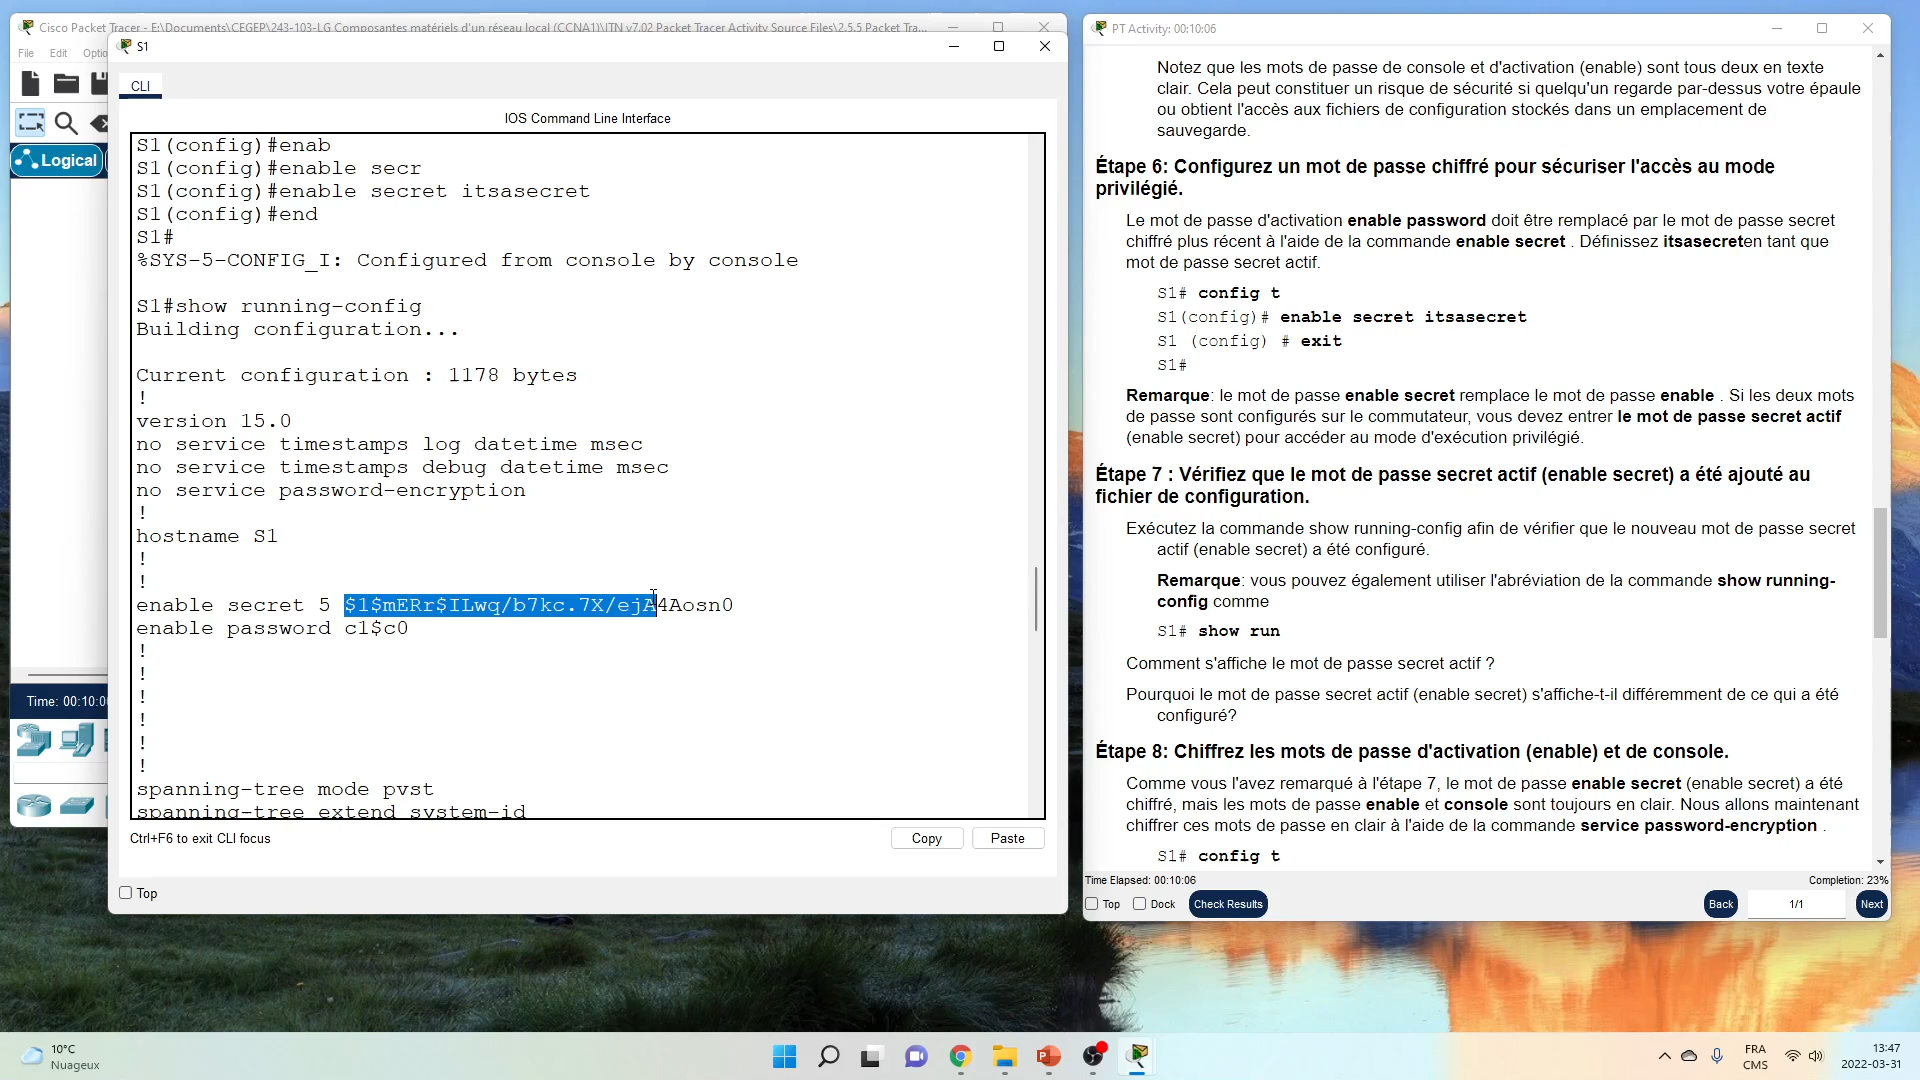 Cisco Packet Tracer - E:\Documents\CEGEP\243-103-LG Composantes matériels d'un réseau local (CCNA1)\ITN v7.02 Packet Tracer Activity Source Files\2.5.5 Packet Tra...
File Edit Optio
Logical
Time: 00:10:0
S1
CLI
IOS Command Line Interface
S1(config)#enab
S1(config)#enable secr
S1(config)#enable secret itsasecret
S1(config)#end
S1#
%SYS-5-CONFIG_I: Configured from console by console
S1#show running-config
Building configuration...
Current configuration : 1178 bytes
!
version 15.0
no service timestamps log datetime msec
no service timestamps debug datetime msec
no service password-encryption
!
hostname S1
!
!
enable secret 5 $1$mERr$ILwq/b7kc.7X/ejA4Aosn0
enable password c1$c0
!
!
!
!
!
!
spanning-tree mode pvst
spanning-tree extend system-id
Ctrl+F6 to exit CLI focus
Copy
Paste
Top
PT Activity: 00:10:06
Notez que les mots de passe de console et d'activation (enable) sont tous deux en texte
clair. Cela peut constituer un risque de sécurité si quelqu'un regarde par-dessus votre épaule
ou obtient l'accès aux fichiers de configuration stockés dans un emplacement de
sauvegarde.
Étape 6: Configurez un mot de passe chiffré pour sécuriser l'accès au mode
privilégié.
Le mot de passe d'activation enable password doit être remplacé par le mot de passe secret
chiffré plus récent à l'aide de la commande enable secret . Définissez itsasecreten tant que
mot de passe secret actif.
S1# config t
S1(config)# enable secret itsasecret
S1 (config) # exit
S1#
Remarque: le mot de passe enable secret remplace le mot de passe enable . Si les deux mots
de passe sont configurés sur le commutateur, vous devez entrer le mot de passe secret actif
(enable secret) pour accéder au mode d'exécution privilégié.
Étape 7 : Vérifiez que le mot de passe secret actif (enable secret) a été ajouté au
fichier de configuration.
Exécutez la commande show running-config afin de vérifier que le nouveau mot de passe secret
actif (enable secret) a été configuré.
Remarque: vous pouvez également utiliser l'abréviation de la commande show running-
config comme
S1# show run
Comment s'affiche le mot de passe secret actif ?
Pourquoi le mot de passe secret actif (enable secret) s'affiche-t-il différemment de ce qui a été
configuré?
Étape 8: Chiffrez les mots de passe d'activation (enable) et de console.
Comme vous l'avez remarqué à l'étape 7, le mot de passe enable secret (enable secret) a été
chiffré, mais les mots de passe enable et console sont toujours en clair. Nous allons maintenant
chiffrer ces mots de passe en clair à l'aide de la commande service password-encryption .
S1# config t
Time Elapsed: 00:10:06
Completion: 23%
Top
Dock
Check Results
Back
1/1
Next
10°C
Nuageux
FRA
CMS
13:47
2022-03-31